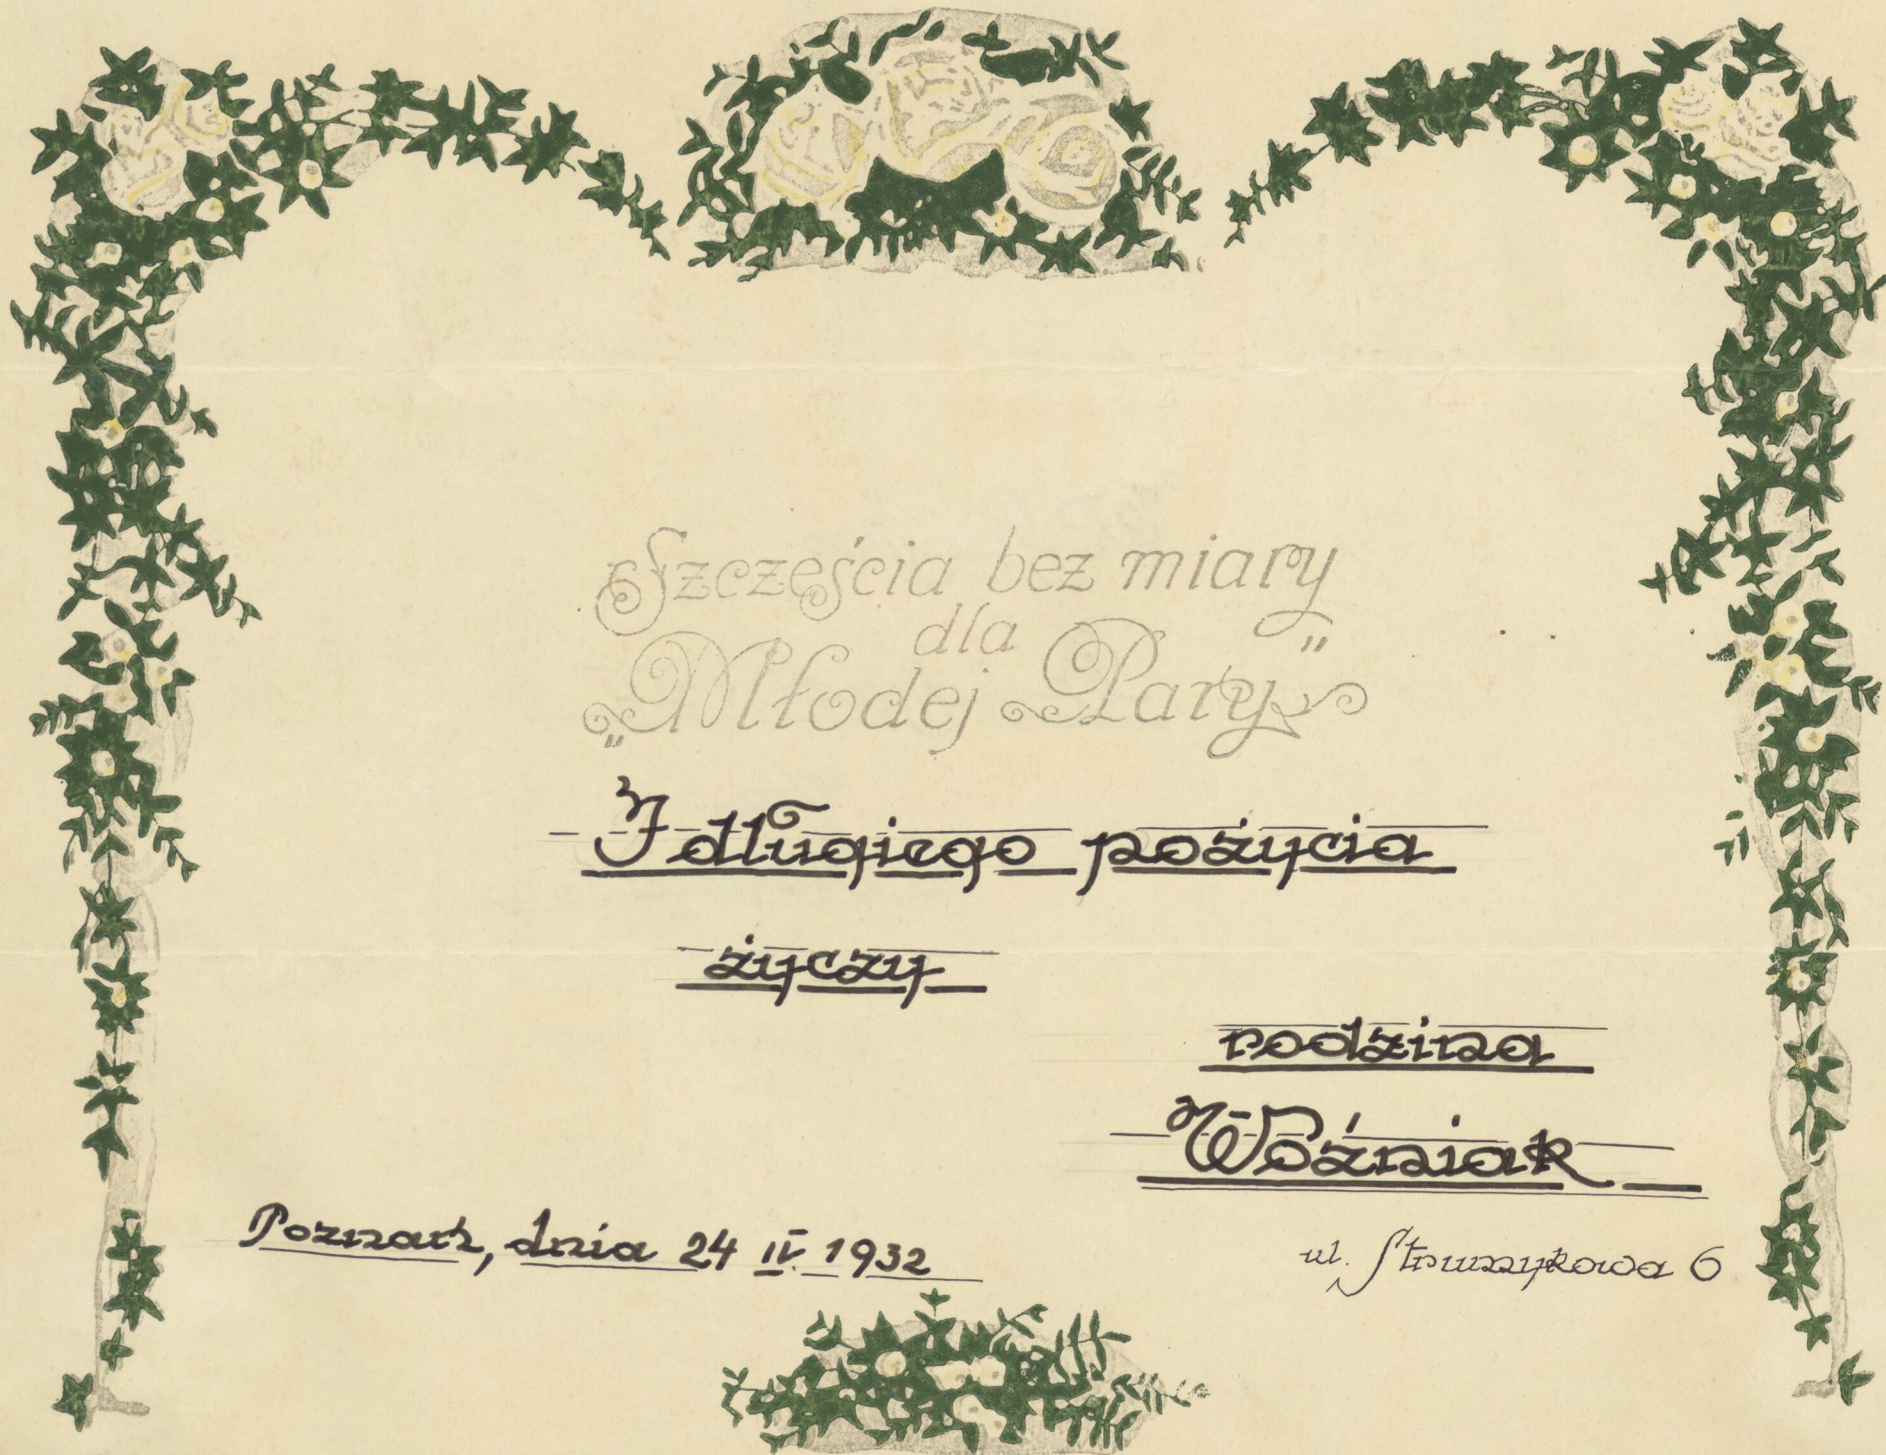 Szczęścia bez miary
dla
„Młodej Pary"
I długiego pożycia
życzy
rodzina
Woźniak
Poznań, dnia 24 IV. 1932
ul. Strumykowa 6